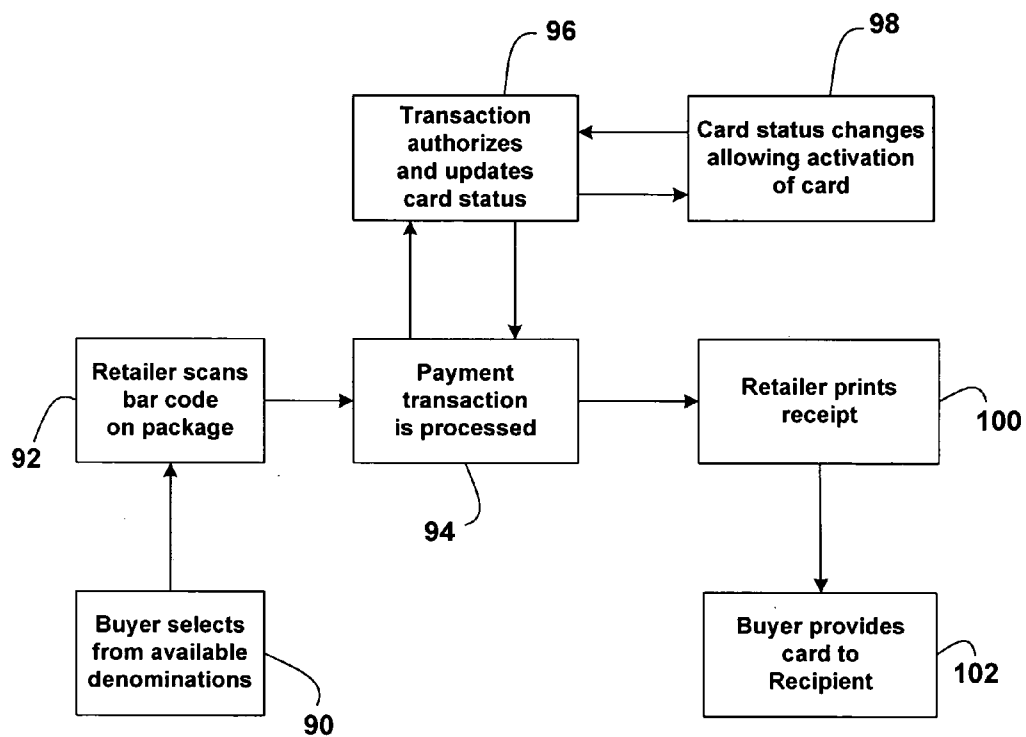 96
98
Transaction
authorizes
and updates
card status
Card status changes
allowing activation
of card
Retailer scans
bar code
on package
92
Payment
transaction
is processed
94
Retailer prints
receipt
100
Buyer selects
from available
denominations
90
Buyer provides
card to
Recipient
102